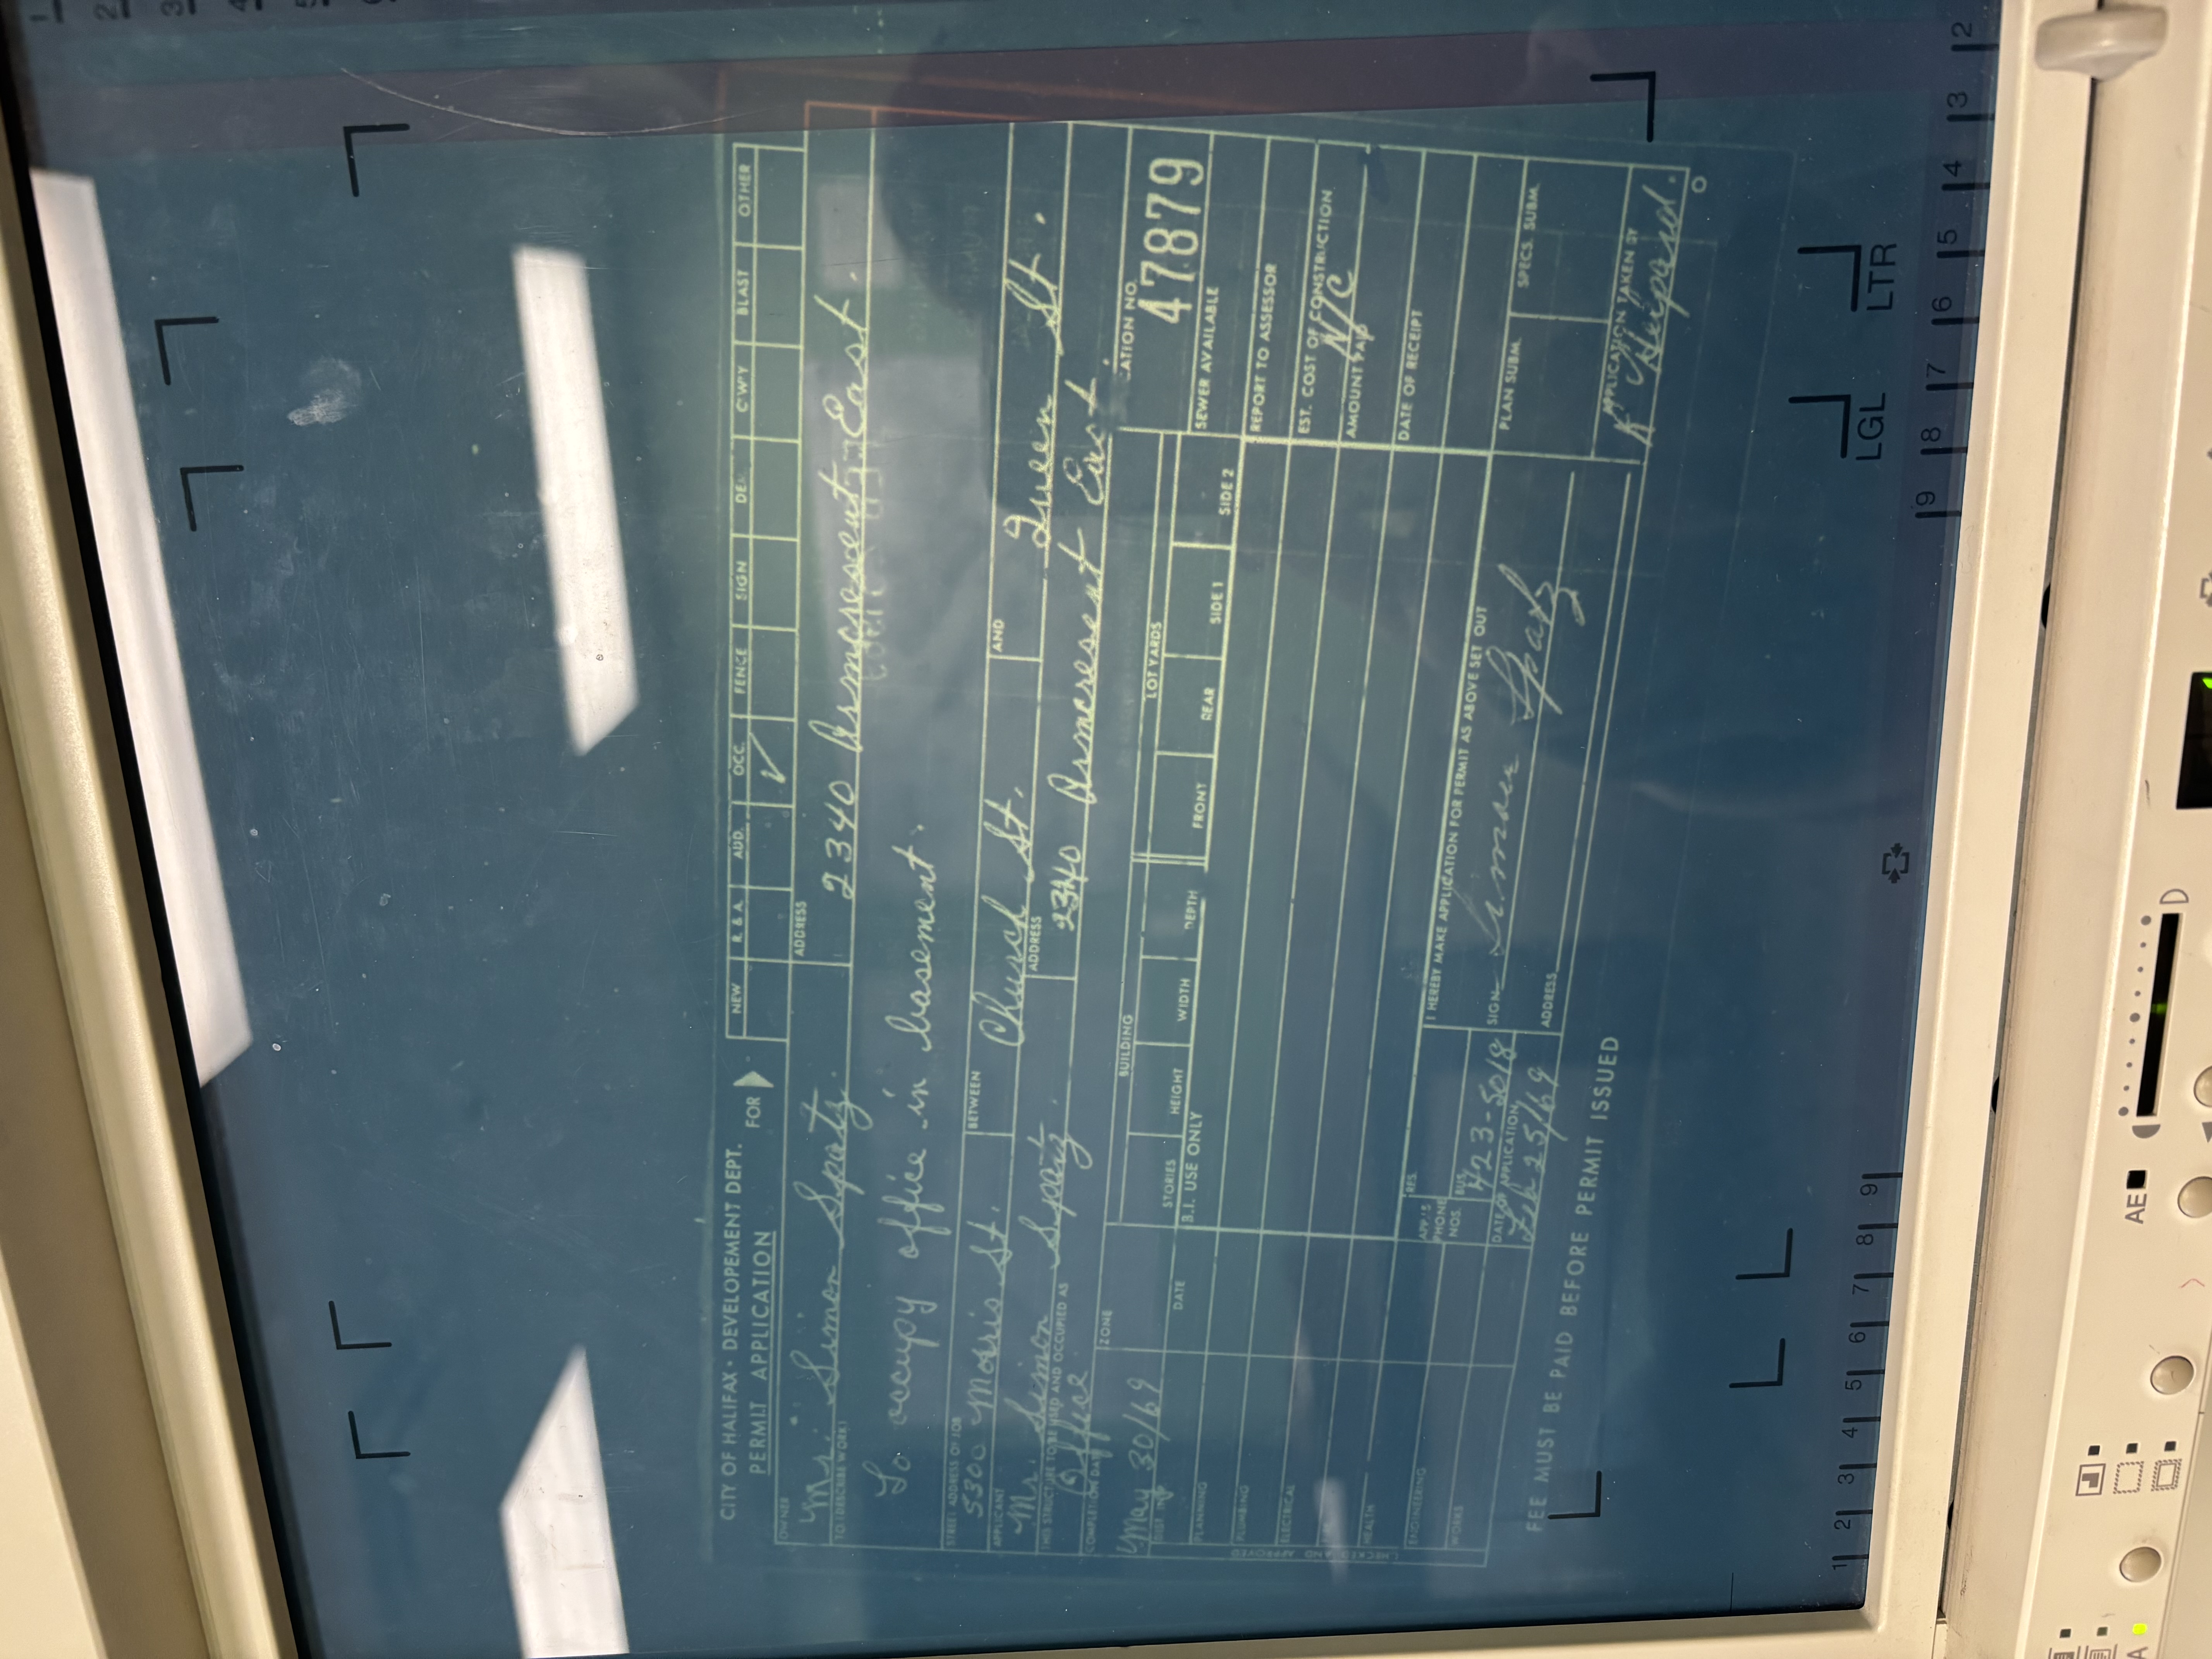 CITY OF HALIFAX · DEVELOPEMENT DEPT.
PERMIT APPLICATION
FOR
NEW R. & A. ADD. OCC. FENCE SIGN DE C'W'Y BLAST OTHER
✓
OWNER
Mr. Simon Spatz.
ADDRESS
2340 Armcrescent East.
TO (DESCRIBE WORK)
To occupy office in basement.
STREET ADDRESS OF JOB
5300 Morris St.
BETWEEN
Church St.
AND
Queen St.
APPLICANT
Mr. Simon Spatz.
ADDRESS
2340 Armcresent East.
THIS STRUCTURE TO BE USED AND OCCUPIED AS
Office
COMPLETION DATE
May 30/69
ZONE
BUILDING
STORIES HEIGHT WIDTH DEPTH
LOT YARDS
FRONT REAR SIDE 1 SIDE 2
CATION NO.
47879
DATE
B.I. USE ONLY
SEWER AVAILABLE
CHECKED AND APPROVED
PLANNING
PLUMBING
ELECTRICAL
HEALTH
ENGINEERING
WORKS
REPORT TO ASSESSOR
EST. COST OF CONSTRUCTION
N/C
AMOUNT PAID
DATE OF RECEIPT
APP.'S PHONE NOS.
RES.
BUS.
423-5018
DATE OF APPLICATION
Feb 25/69
I HEREBY MAKE APPLICATION FOR PERMIT AS ABOVE SET OUT
SIGN Simon Spatz
ADDRESS
PLAN SUBM. SPECS. SUBM.
APPLICATION TAKEN BY
FEE MUST BE PAID BEFORE PERMIT ISSUED
LGL LTR
1 2 3 4 5 6 7 8 9
9 8 7 6 5 4 3 2
AE
A